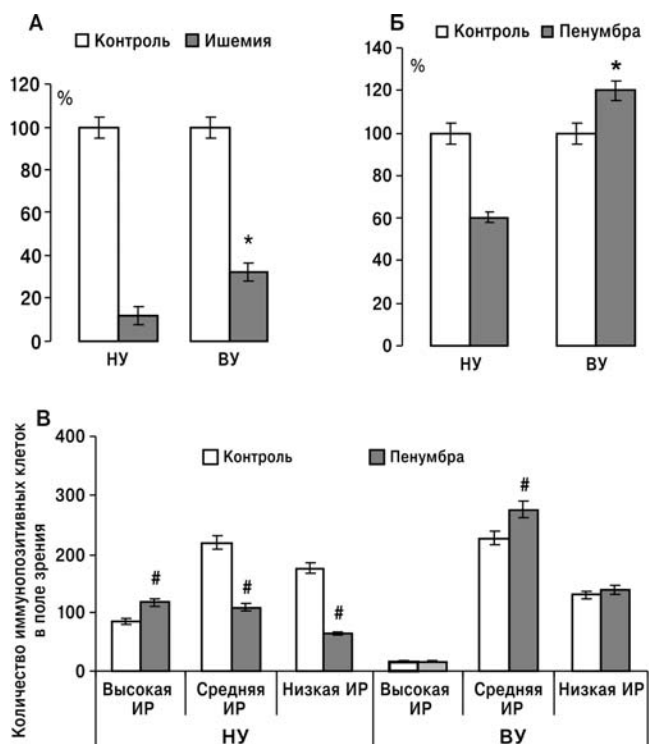 А
Контроль Ишемия
%
120
100
80
60
40
20
0
*
НУ ВУ
Б
Контроль Пенумбра
%
140
120
100
80
60
40
20
0
*
НУ ВУ
В
Количество иммунопозитивных клеток
в поле зрения
Контроль Пенумбра
400
300
200
100
0
# # # #
Высокая ИР Средняя ИР Низкая ИР Высокая ИР Средняя ИР Низкая ИР
НУ ВУ